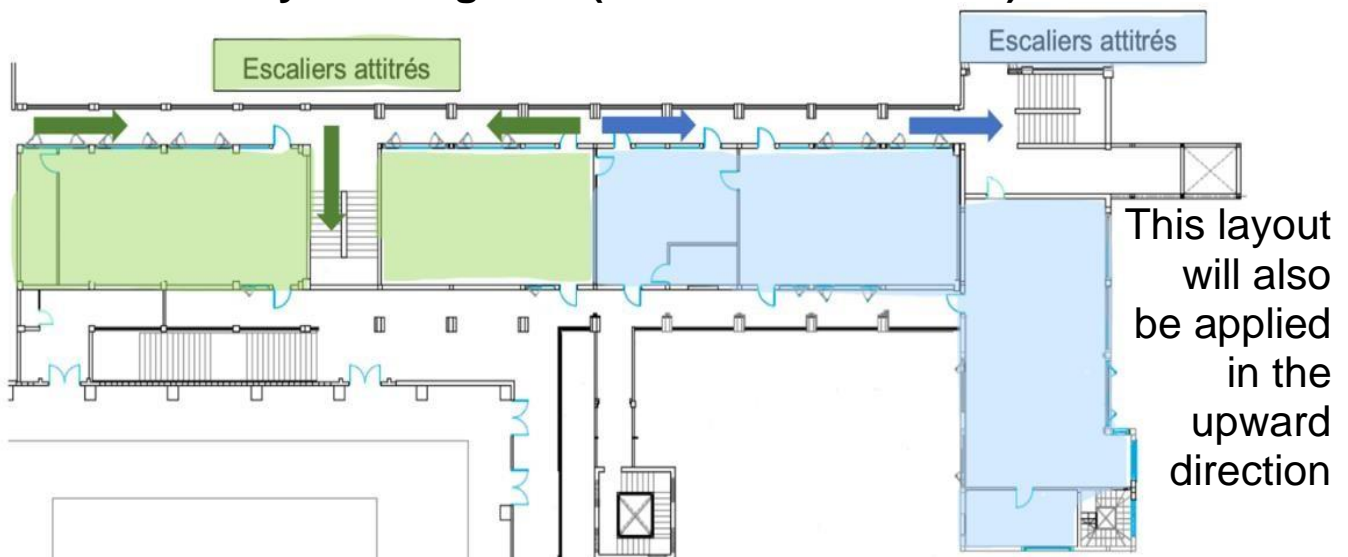 Escaliers attitrés
Escaliers attitrés
This layout
will also
be applied
in the
upward
direction